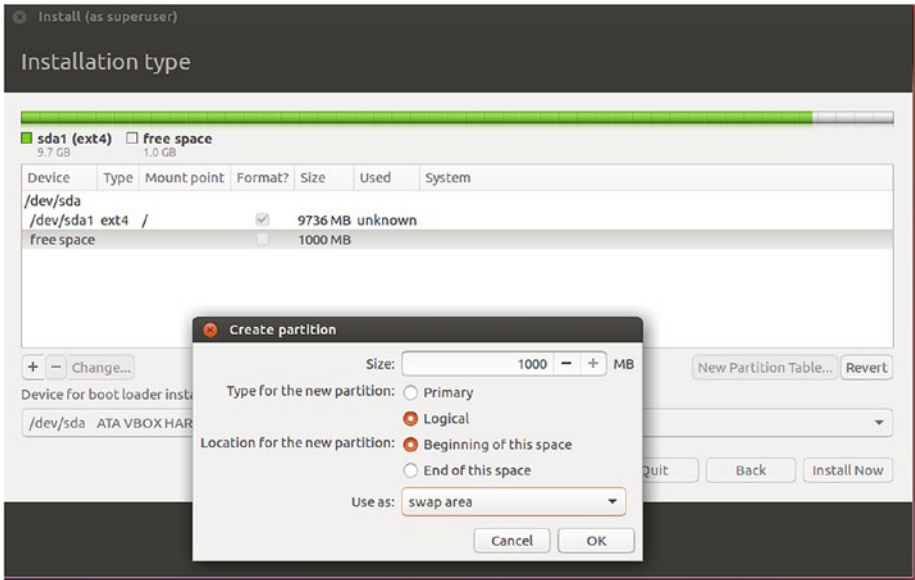 Install (as superuser)
Installation type
sda1 (ext4) free space
9.7 GB 1.0 GB
Device Type Mount point Format? Size Used System
/dev/sda
/dev/sda1 ext4 / 9736 MB unknown
free space 1000 MB
Create partition
Size: 1000 − + MB
Type for the new partition: Primary
Logical
Location for the new partition: Beginning of this space
End of this space
Use as: swap area
Cancel OK
+ − Change... New Partition Table... Revert
Device for boot loader insta
/dev/sda ATA VBOX HAR
Quit Back Install Now